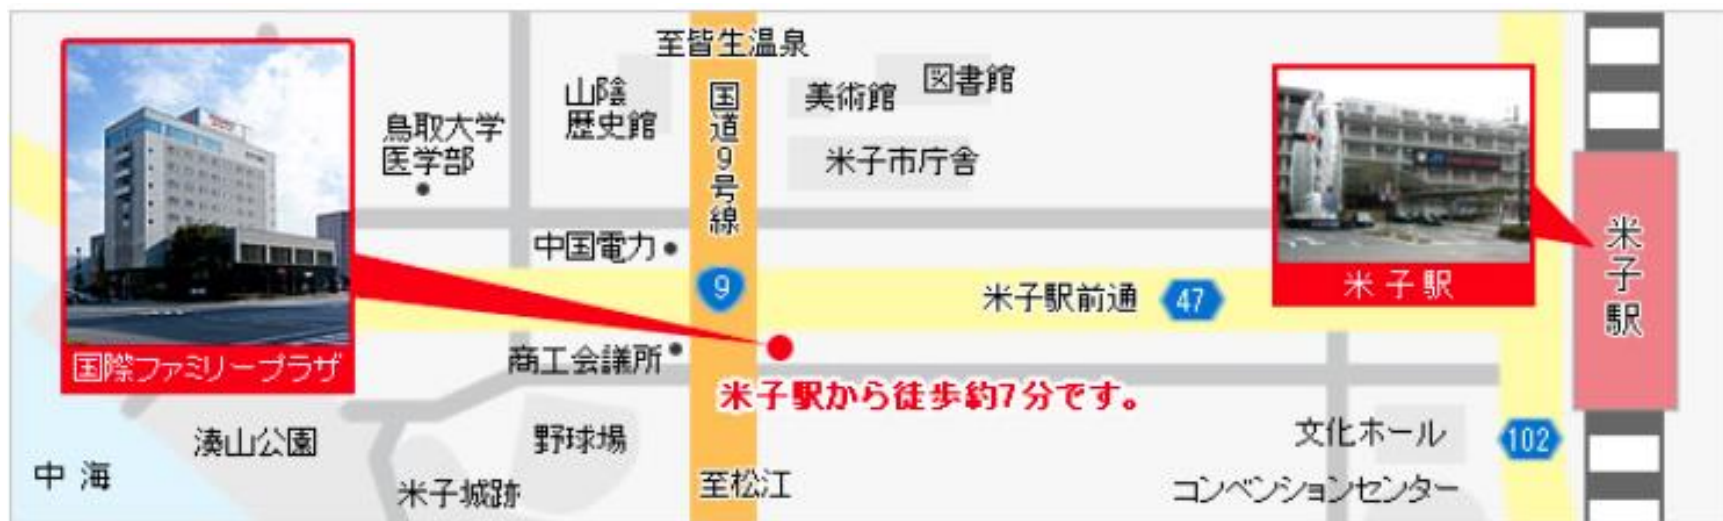 至皆生温泉
国道9号線
山陰
歴史館
鳥取大学
医学部
美術館
図書館
米子市庁舎
中国電力
9
米子駅前通
47
米子駅
米子駅
国際ファミリープラザ
商工会議所
米子駅から徒歩約7分です。
湊山公園
野球場
文化ホール
102
中海
米子城跡
至松江
コンベンションセンター